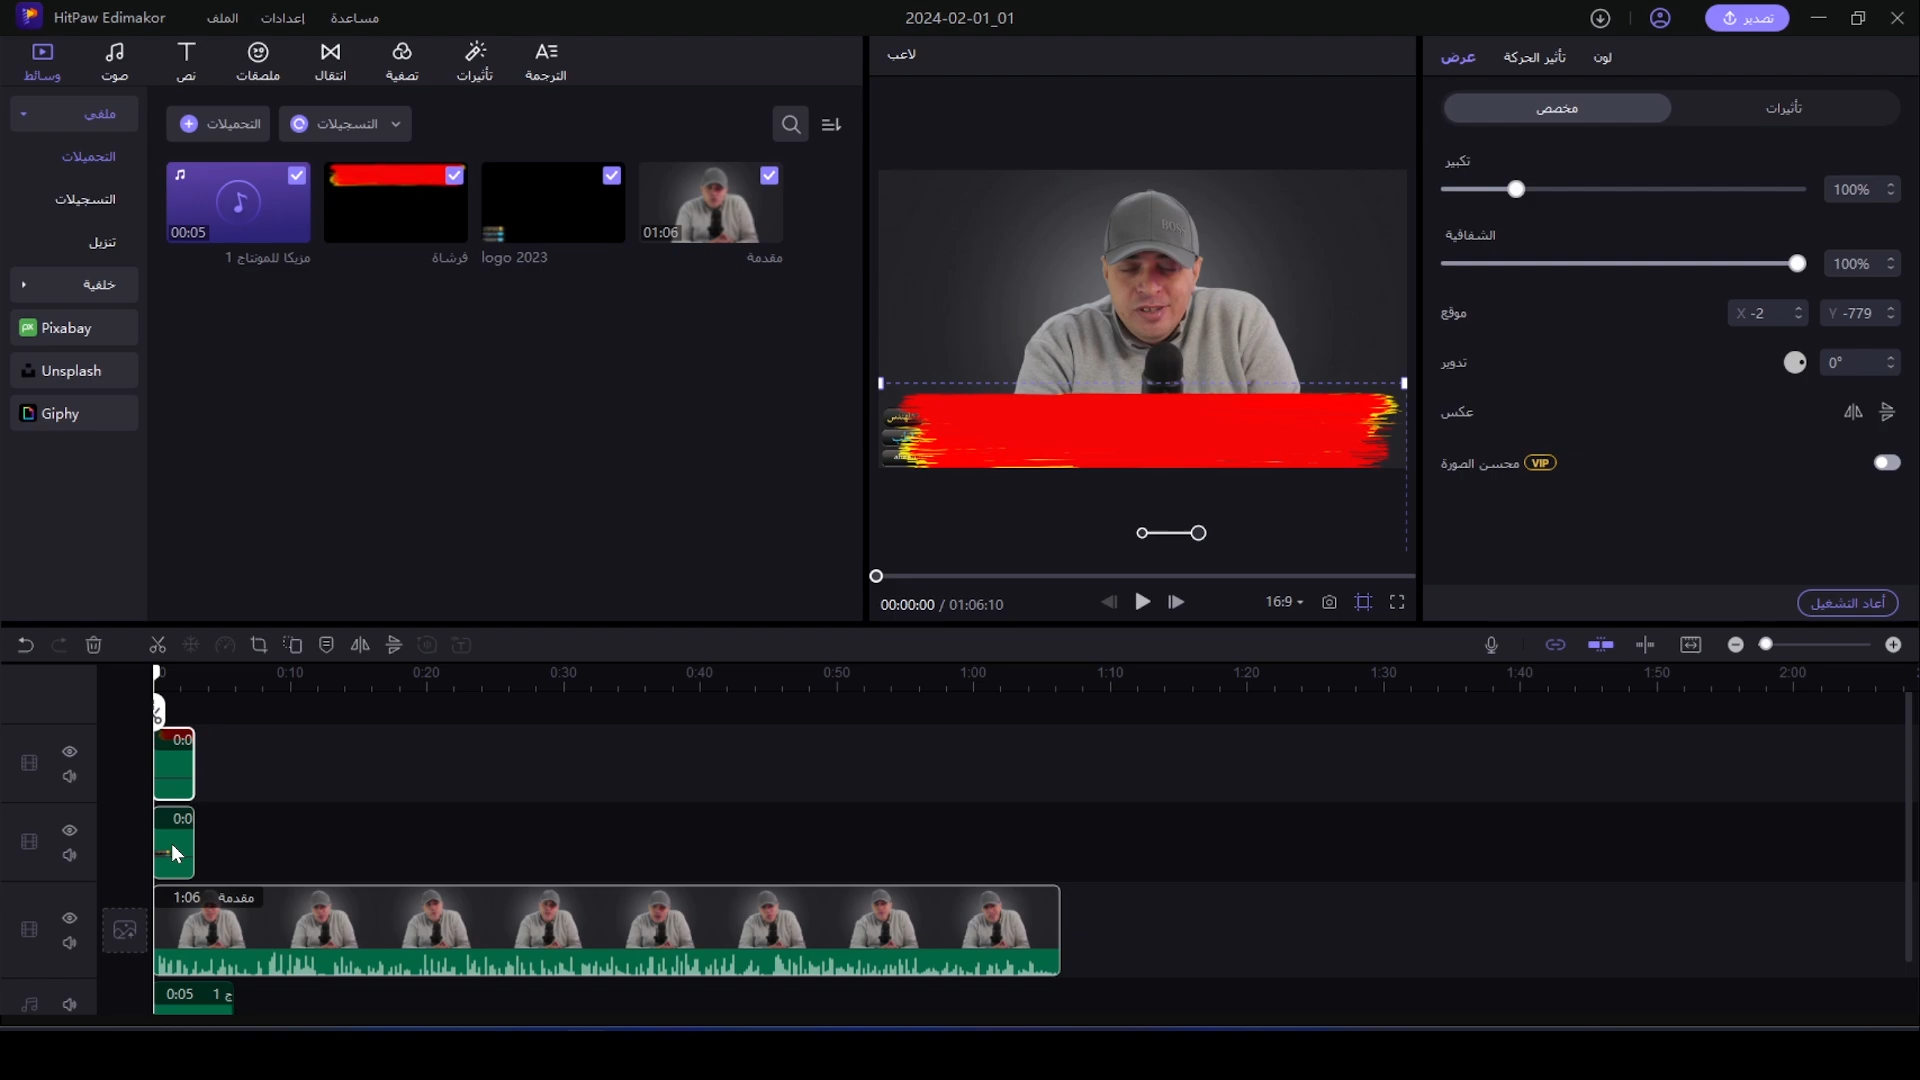 HitPaw Edimakor
الملف
إعدادات
مساعدة
2024-02-01_01
تصدير
وسائط
صوت
نص
ملصقات
انتقال
تصفية
تأثيرات
الترجمة
ملفي
التحميلات
التسجيلات
تنزيل
خلفية
Pixabay
Unsplash
Giphy
التحميلات
التسجيلات
00:05
01:06
مزيكا للمونتاج 1
فرشاة
logo 2023
مقدمة
لاعب
BOSS
00:00:00 / 01:06:10
16:9
عرض
تأثير الحركة
لون
مخصص
تأثيرات
تكبير
100%
الشفافية
100%
موقع
X -2
Y -779
تدوير
0°
عكس
محسن الصورة VIP
أعاد التشغيل
0:10 0:20 0:30 0:40 0:50 1:00 1:10 1:20 1:30 1:40 1:50 2:00
0:0
0:0
1:06 مقدمة
0:05 ج 1